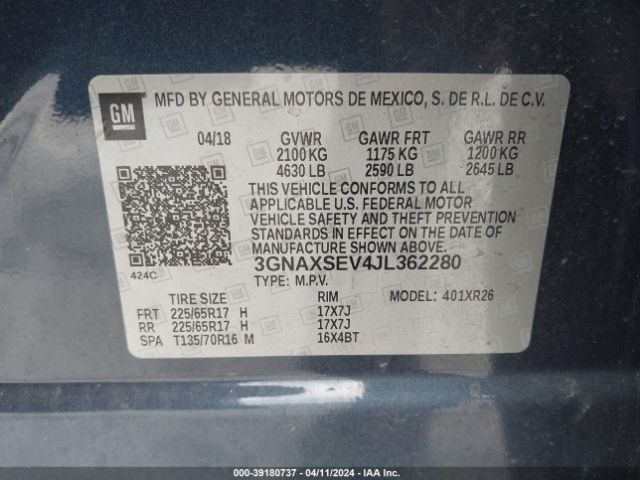 GM
MFD BY GENERAL MOTORS DE MEXICO, S. DE R.L. DE C.V.
04/18 GVWR GAWR FRT GAWR RR
2100 KG 1175 KG 1200 KG
4630 LB 2590 LB 2645 LB
THIS VEHICLE CONFORMS TO ALL
APPLICABLE U.S. FEDERAL MOTOR
VEHICLE SAFETY AND THEFT PREVENTION
STANDARDS IN EFFECT ON THE DATE OF
MANUFACTURE SHOWN ABOVE.
424C
3GNAXSEV4JL362280
TYPE: M.P.V. MODEL: 401XR26
TIRE SIZE RIM
FRT 225/65R17 H 17X7J
RR 225/65R17 H 17X7J
SPA T135/70R16 M 16X4BT
000-39180737 - 04/11/2024 - IAA Inc.